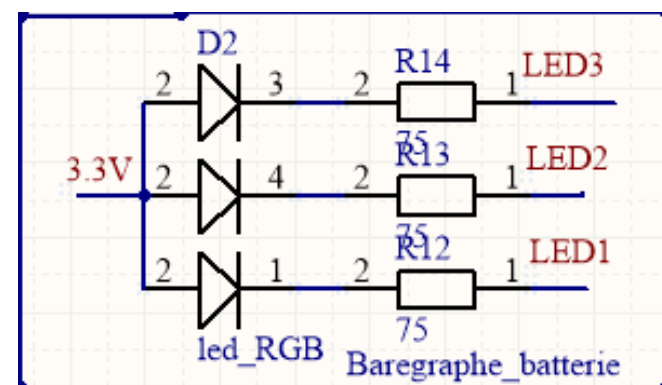 D2
2 3 2 R14 1 LED3
75
3.3V 2 4 2 R13 1 LED2
75
2 1 2 R12 1 LED1
75
led_RGB
Baregraphe_batterie